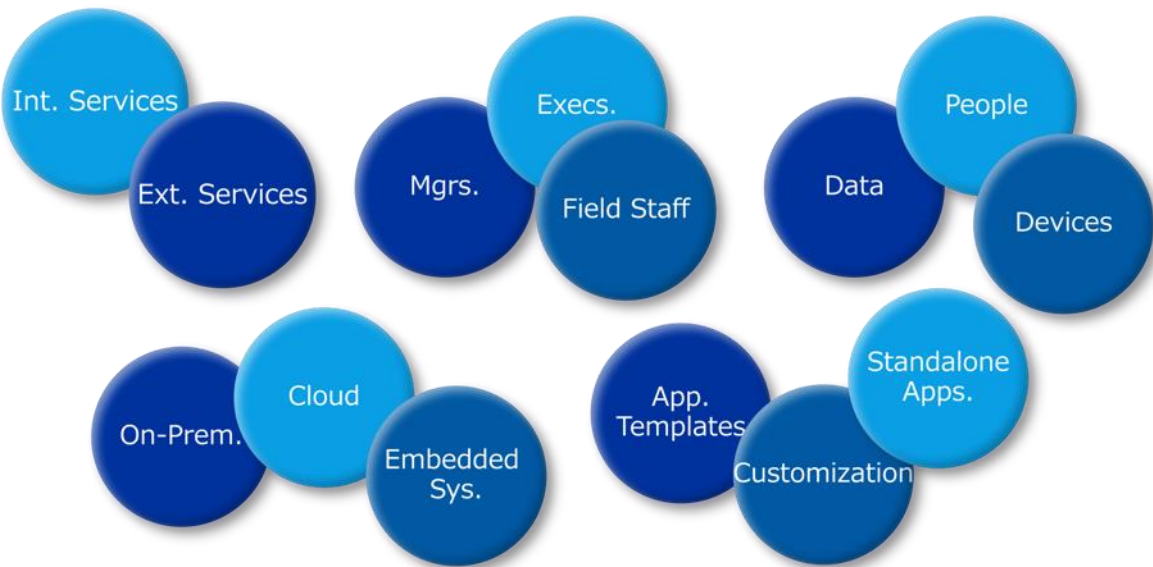 Int. Services
Ext. Services
Execs.
Mgrs.
Field Staff
People
Data
Devices
Cloud
On-Prem.
Embedded
Sys.
App.
Templates
Customization
Standalone
Apps.